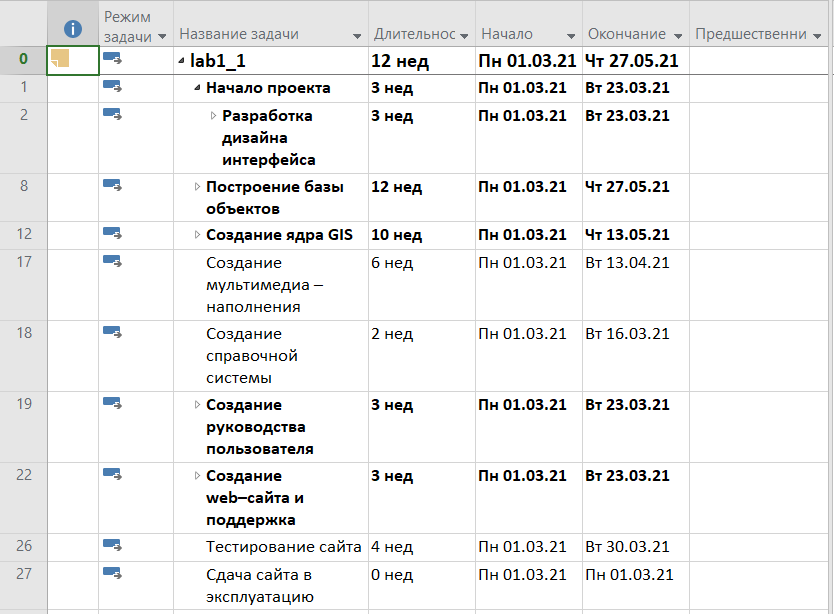 Режим
задачи Название задачи Длительнос Начало Окончание Предшественни
0 lab1_1 12 нед Пн 01.03.21 Чт 27.05.21
1 Начало проекта 3 нед Пн 01.03.21 Вт 23.03.21
2 Разработка 3 нед Пн 01.03.21 Вт 23.03.21
дизайна
интерфейса
8 Построение базы 12 нед Пн 01.03.21 Чт 27.05.21
объектов
12 Создание ядра GIS 10 нед Пн 01.03.21 Чт 13.05.21
17 Создание 6 нед Пн 01.03.21 Вт 13.04.21
мультимедиа –
наполнения
18 Создание 2 нед Пн 01.03.21 Вт 16.03.21
справочной
системы
19 Создание 3 нед Пн 01.03.21 Вт 23.03.21
руководства
пользователя
22 Создание 3 нед Пн 01.03.21 Вт 23.03.21
web–сайта и
поддержка
26 Тестирование сайта 4 нед Пн 01.03.21 Вт 30.03.21
27 Сдача сайта в 0 нед Пн 01.03.21 Пн 01.03.21
эксплуатацию